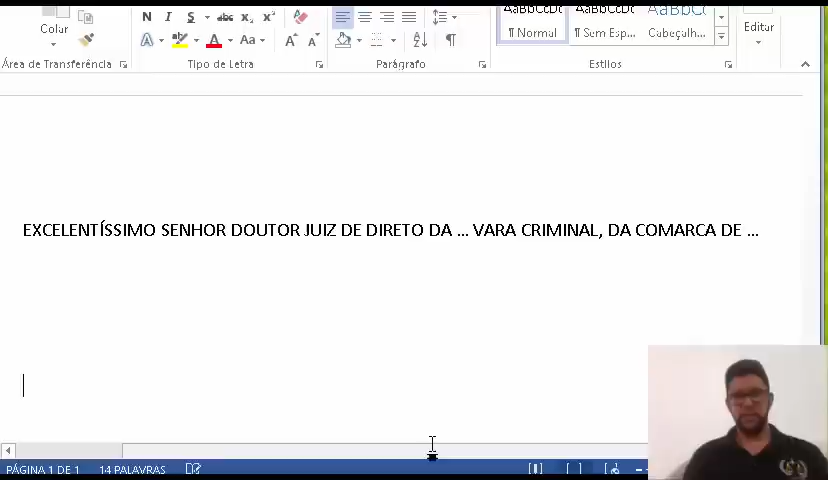 Colar
N I S abc x₂ x²
A aby A Aa A A
AaBbCcDc AaBbCcDc AaBbCc
¶ Normal ¶ Sem Esp... Cabeçalh...
Editar
Área de Transferência Tipo de Letra Parágrafo Estilos
EXCELENTÍSSIMO SENHOR DOUTOR JUIZ DE DIRETO DA ... VARA CRIMINAL, DA COMARCA DE ...
PÁGINA 1 DE 1 14 PALAVRAS